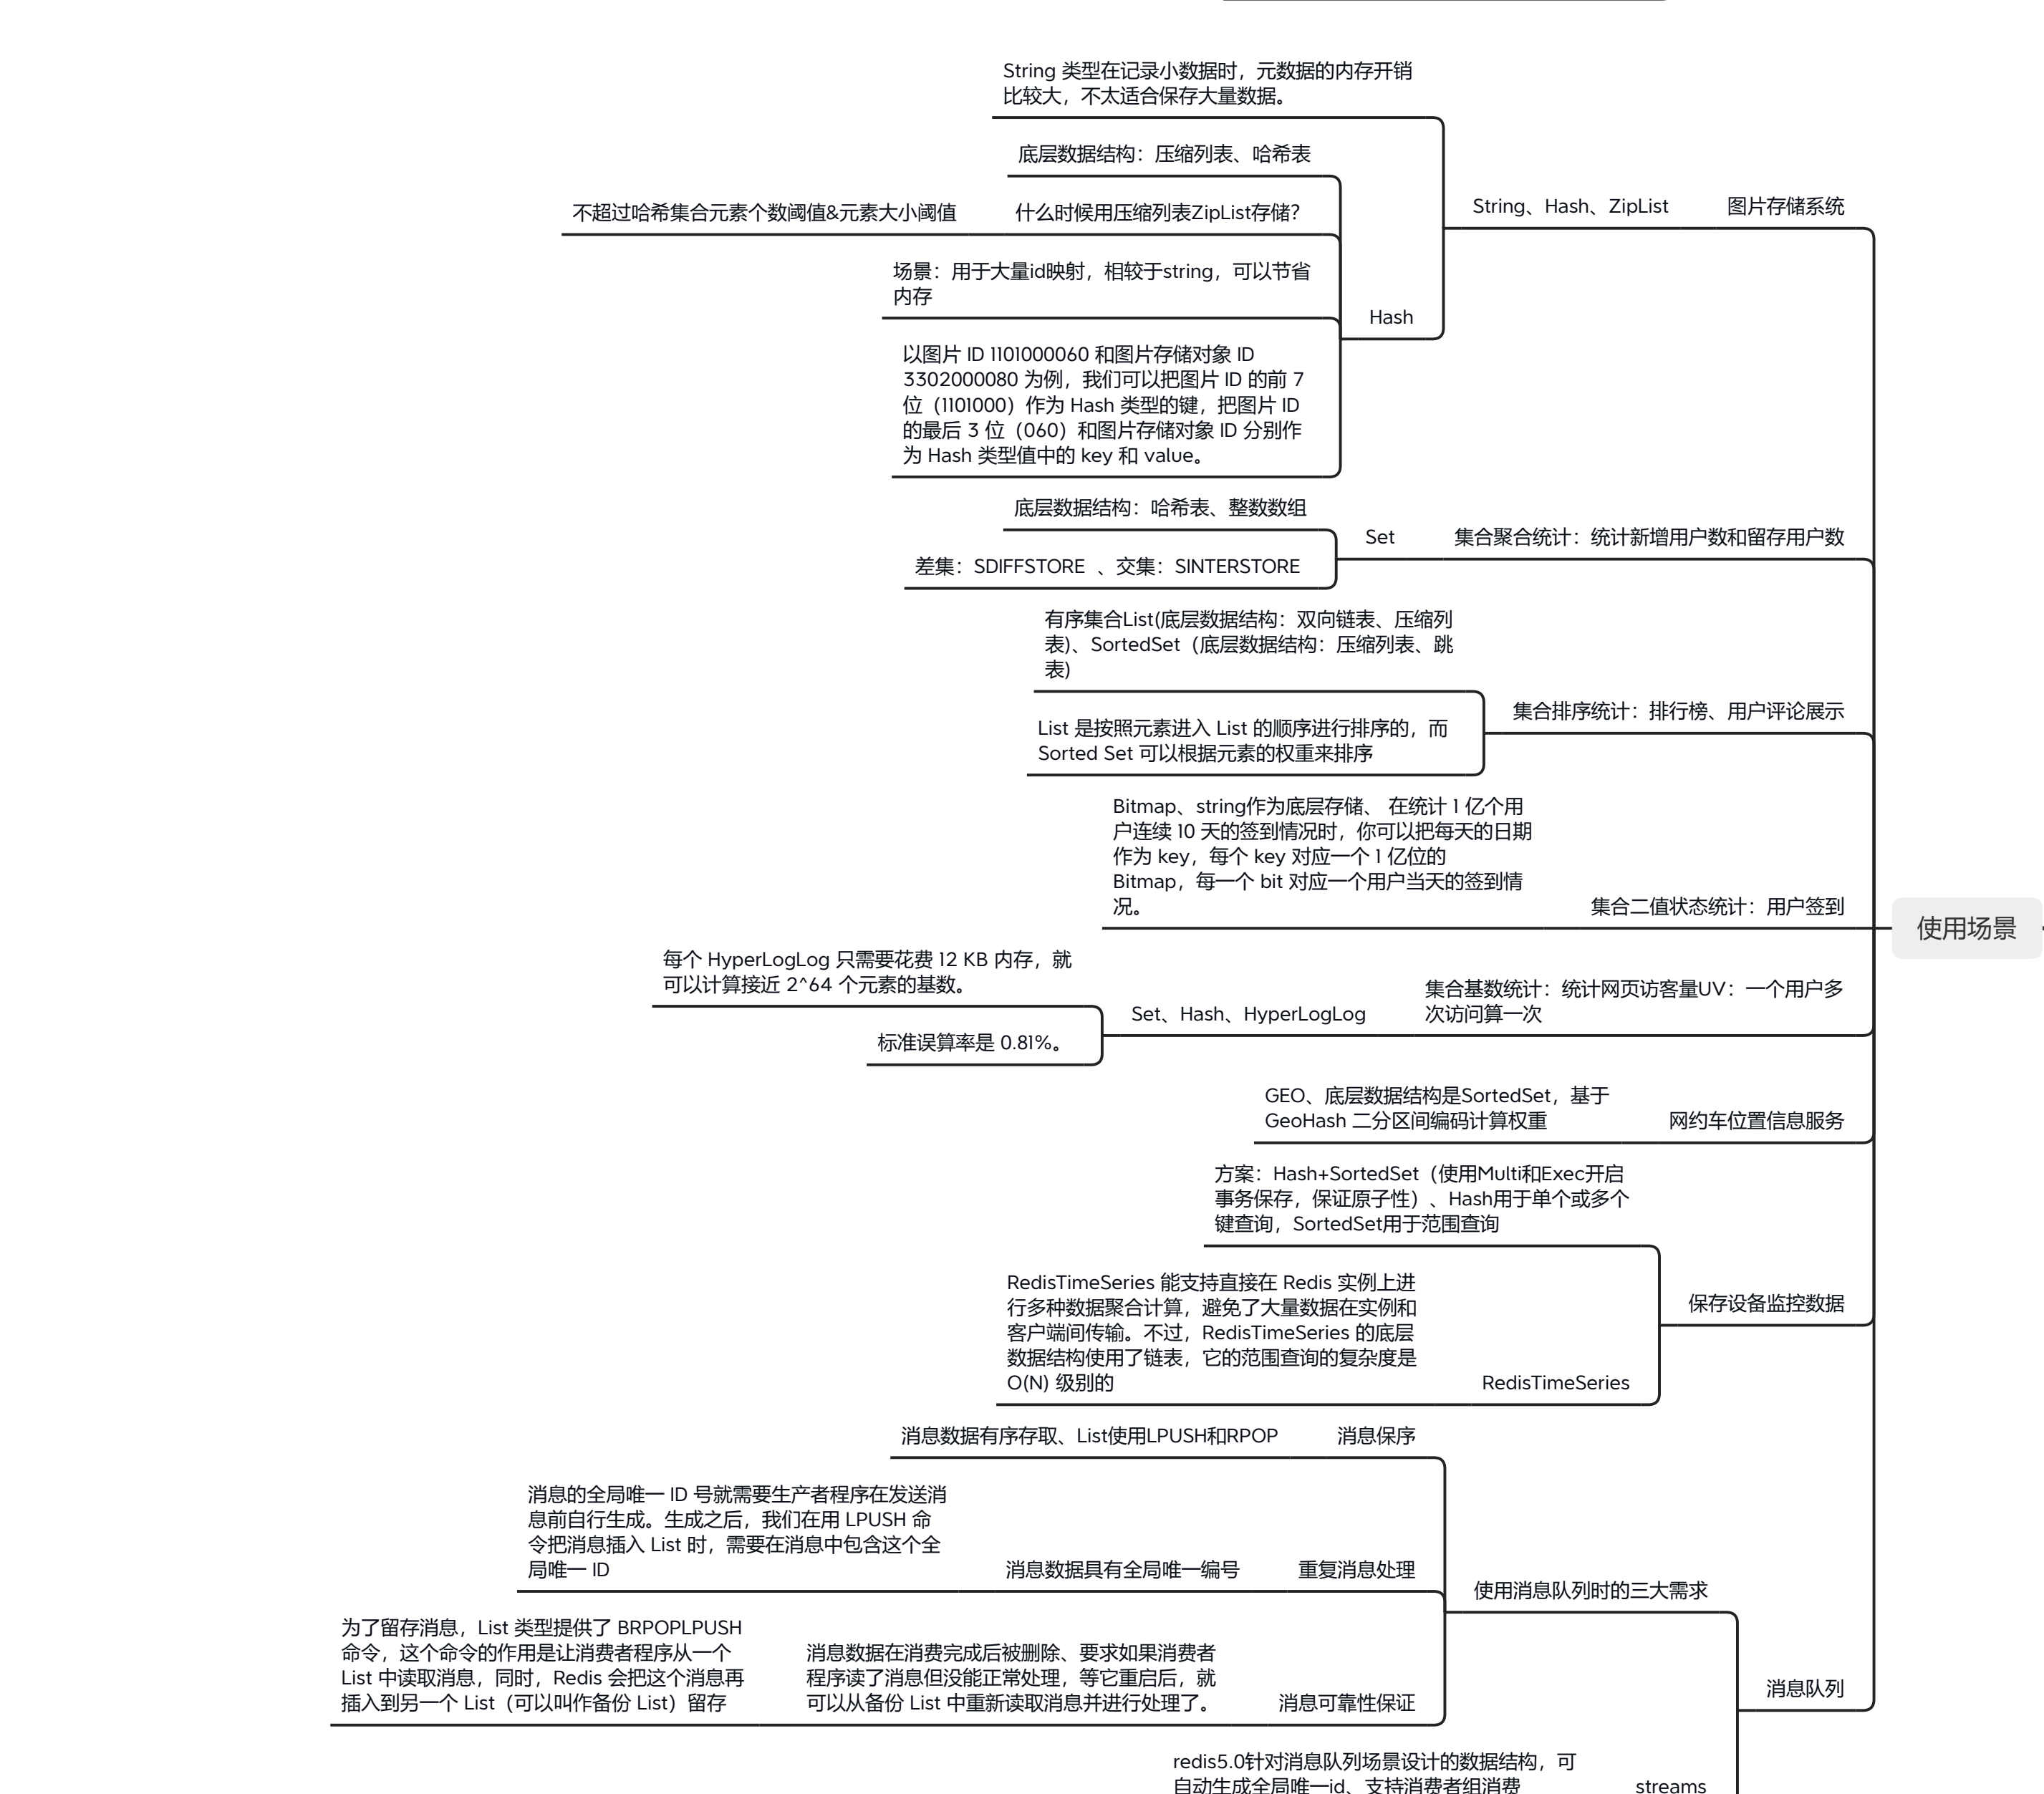 String 类型在记录小数据时，元数据的内存开销
比较大，不太适合保存大量数据。
底层数据结构：压缩列表、哈希表
不超过哈希集合元素个数阈值&元素大小阈值
什么时候用压缩列表ZipList存储？
String、Hash、ZipList
图片存储系统
场景：用于大量id映射，相较于string，可以节省
内存
Hash
以图片 ID 1101000060 和图片存储对象 ID
3302000080 为例，我们可以把图片 ID 的前 7
位（1101000）作为 Hash 类型的键，把图片 ID
的最后 3 位（060）和图片存储对象 ID 分别作
为 Hash 类型值中的 key 和 value。
底层数据结构：哈希表、整数数组
Set
集合聚合统计：统计新增用户数和留存用户数
差集：SDIFFSTORE 、交集：SINTERSTORE
有序集合List(底层数据结构：双向链表、压缩列
表)、SortedSet（底层数据结构：压缩列表、跳
表)
集合排序统计：排行榜、用户评论展示
List 是按照元素进入 List 的顺序进行排序的，而
Sorted Set 可以根据元素的权重来排序
Bitmap、string作为底层存储、 在统计 1 亿个用
户连续 10 天的签到情况时，你可以把每天的日期
作为 key，每个 key 对应一个 1 亿位的
Bitmap，每一个 bit 对应一个用户当天的签到情
况。
集合二值状态统计：用户签到
使用场景
每个 HyperLogLog 只需要花费 12 KB 内存，就
可以计算接近 2^64 个元素的基数。
Set、Hash、HyperLogLog
集合基数统计：统计网页访客量UV：一个用户多
次访问算一次
标准误算率是 0.81%。
GEO、底层数据结构是SortedSet，基于
GeoHash 二分区间编码计算权重
网约车位置信息服务
方案：Hash+SortedSet（使用Multi和Exec开启
事务保存，保证原子性）、Hash用于单个或多个
键查询，SortedSet用于范围查询
RedisTimeSeries 能支持直接在 Redis 实例上进
行多种数据聚合计算，避免了大量数据在实例和
客户端间传输。不过，RedisTimeSeries 的底层
数据结构使用了链表，它的范围查询的复杂度是
O(N) 级别的
RedisTimeSeries
保存设备监控数据
消息数据有序存取、List使用LPUSH和RPOP
消息保序
消息的全局唯一 ID 号就需要生产者程序在发送消
息前自行生成。生成之后，我们在用 LPUSH 命
令把消息插入 List 时，需要在消息中包含这个全
局唯一 ID
消息数据具有全局唯一编号
重复消息处理
使用消息队列时的三大需求
为了留存消息，List 类型提供了 BRPOPLPUSH
命令，这个命令的作用是让消费者程序从一个
List 中读取消息，同时，Redis 会把这个消息再
插入到另一个 List（可以叫作备份 List）留存
消息数据在消费完成后被删除、要求如果消费者
程序读了消息但没能正常处理，等它重启后，就
可以从备份 List 中重新读取消息并进行处理了。
消息可靠性保证
消息队列
redis5.0针对消息队列场景设计的数据结构，可
自动生成全局唯一id、支持消费者组消费
streams